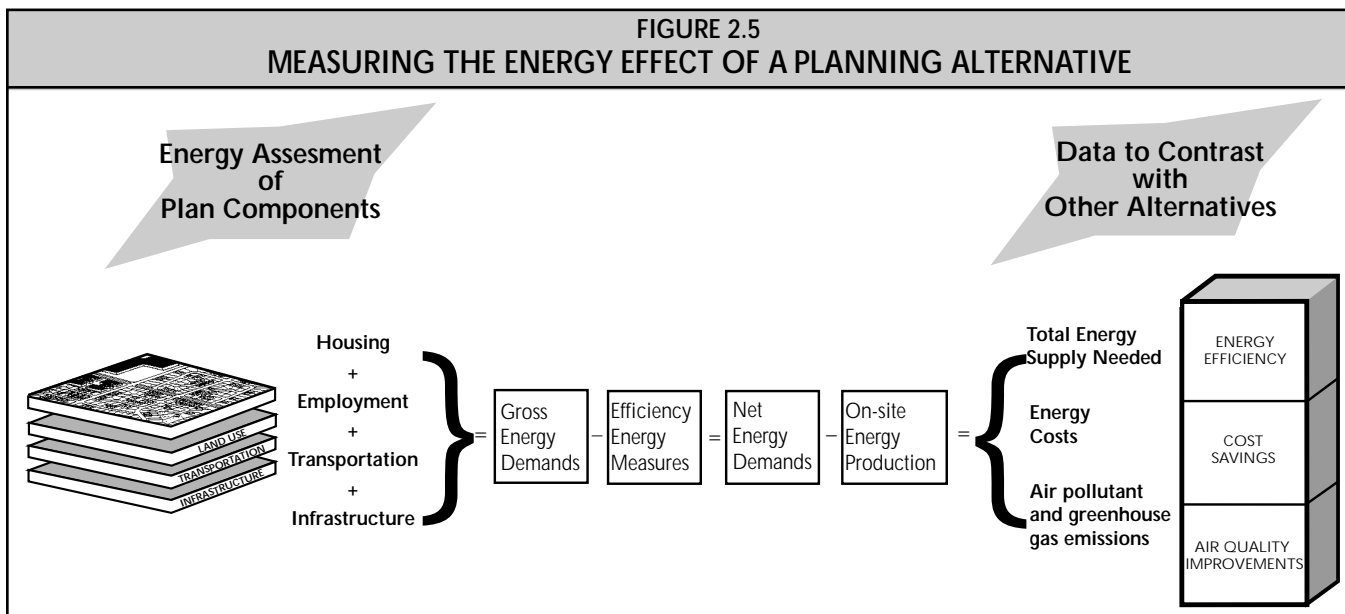 FIGURE 2.5
MEASURING THE ENERGY EFFECT OF A PLANNING ALTERNATIVE
Energy Assesment
of
Plan Components
Data to Contrast
with
Other Alternatives
LAND USE
TRANSPORTATION
INFRASTRUCTURE
Housing
+
Employment
+
Transportation
+
Infrastructure
=
Gross
Energy
Demands
–
Efficiency
Energy
Measures
=
Net
Energy
Demands
–
On-site
Energy
Production
=
Total Energy
Supply Needed
Energy
Costs
Air pollutant
and greenhouse
gas emissions
ENERGY
EFFICIENCY
COST
SAVINGS
AIR QUALITY
IMPROVEMENTS